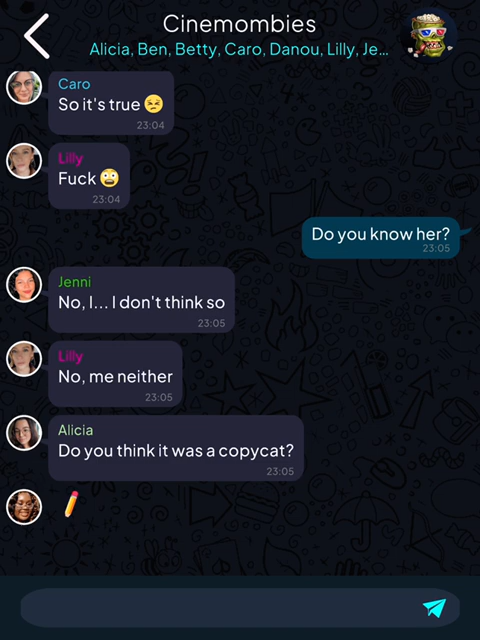 Cinemombies
Alicia, Ben, Betty, Caro, Danou, Lilly, Je...
Caro
So it's true 😣
23:04
Lilly
Fuck 😳
23:04
Do you know her?
23:05
Jenni
No, I... I don't think so
23:05
Lilly
No, me neither
23:05
Alicia
Do you think it was a copycat?
23:05